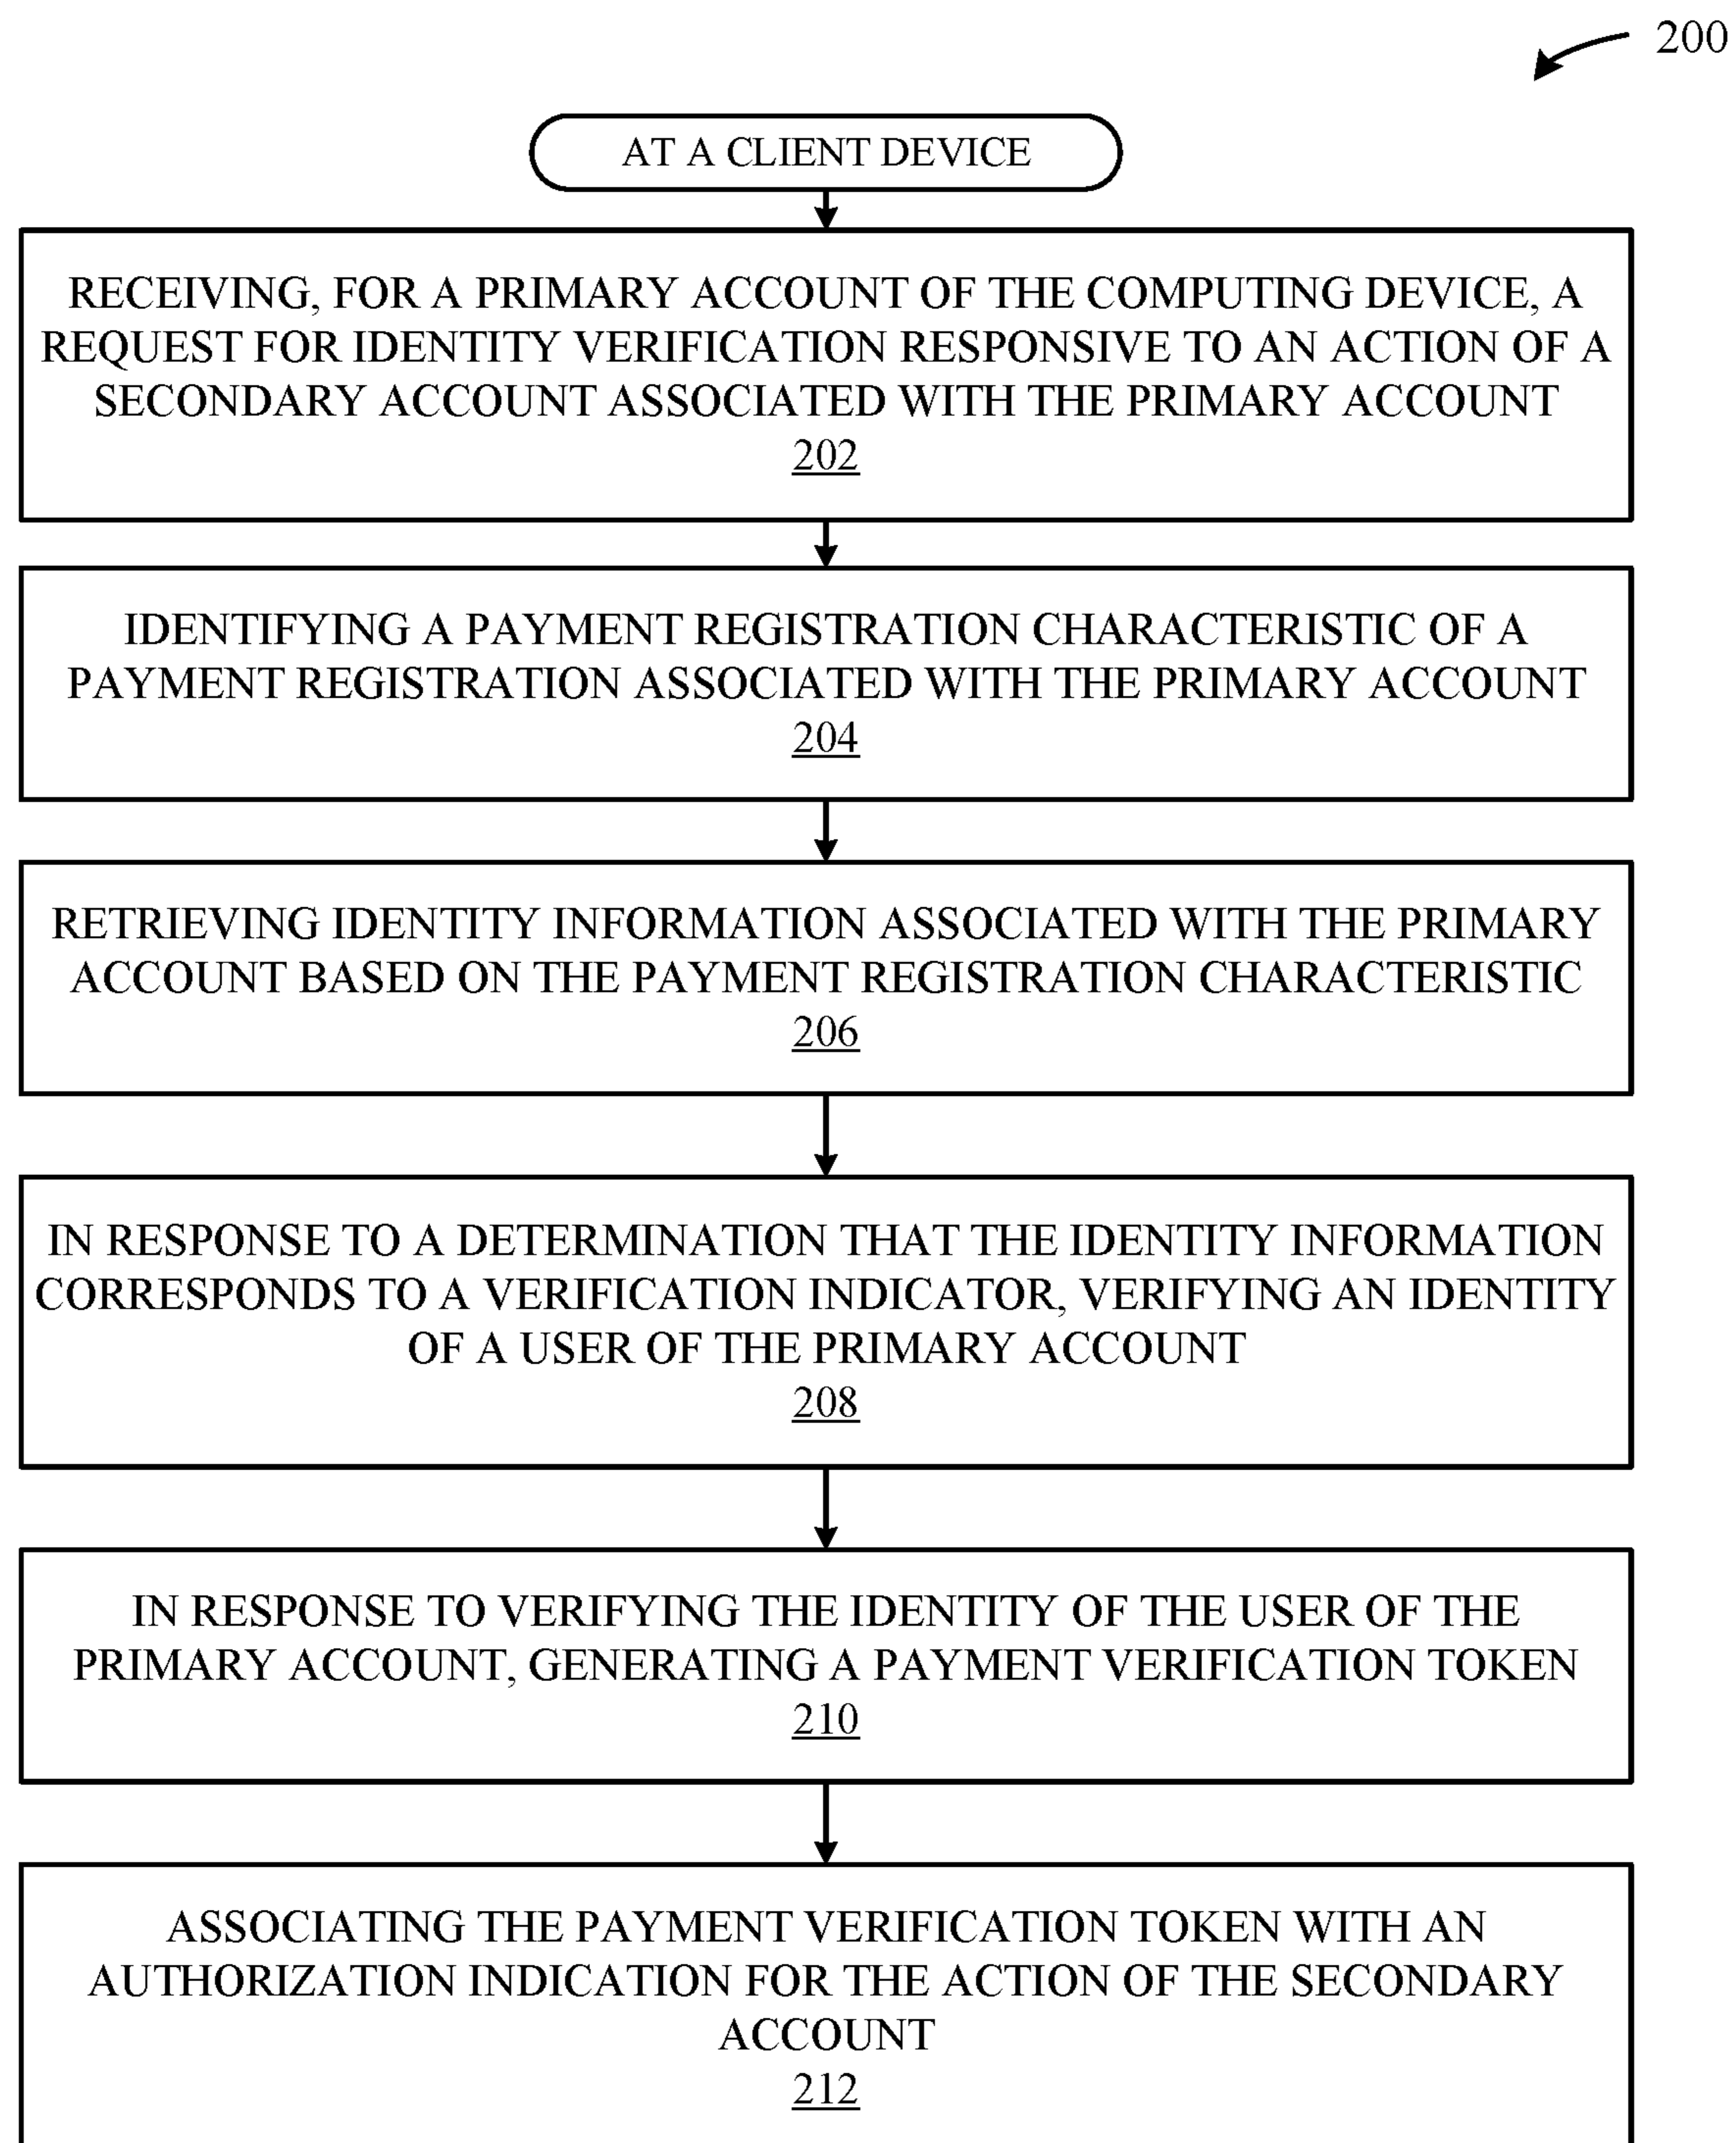 200
AT A CLIENT DEVICE
RECEIVING, FOR A PRIMARY ACCOUNT OF THE COMPUTING DEVICE, A
REQUEST FOR IDENTITY VERIFICATION RESPONSIVE TO AN ACTION OF A
SECONDARY ACCOUNT ASSOCIATED WITH THE PRIMARY ACCOUNT
202
IDENTIFYING A PAYMENT REGISTRATION CHARACTERISTIC OF A
PAYMENT REGISTRATION ASSOCIATED WITH THE PRIMARY ACCOUNT
204
RETRIEVING IDENTITY INFORMATION ASSOCIATED WITH THE PRIMARY
ACCOUNT BASED ON THE PAYMENT REGISTRATION CHARACTERISTIC
206
IN RESPONSE TO A DETERMINATION THAT THE IDENTITY INFORMATION
CORRESPONDS TO A VERIFICATION INDICATOR, VERIFYING AN IDENTITY
OF A USER OF THE PRIMARY ACCOUNT
208
IN RESPONSE TO VERIFYING THE IDENTITY OF THE USER OF THE
PRIMARY ACCOUNT, GENERATING A PAYMENT VERIFICATION TOKEN
210
ASSOCIATING THE PAYMENT VERIFICATION TOKEN WITH AN
AUTHORIZATION INDICATION FOR THE ACTION OF THE SECONDARY
ACCOUNT
212